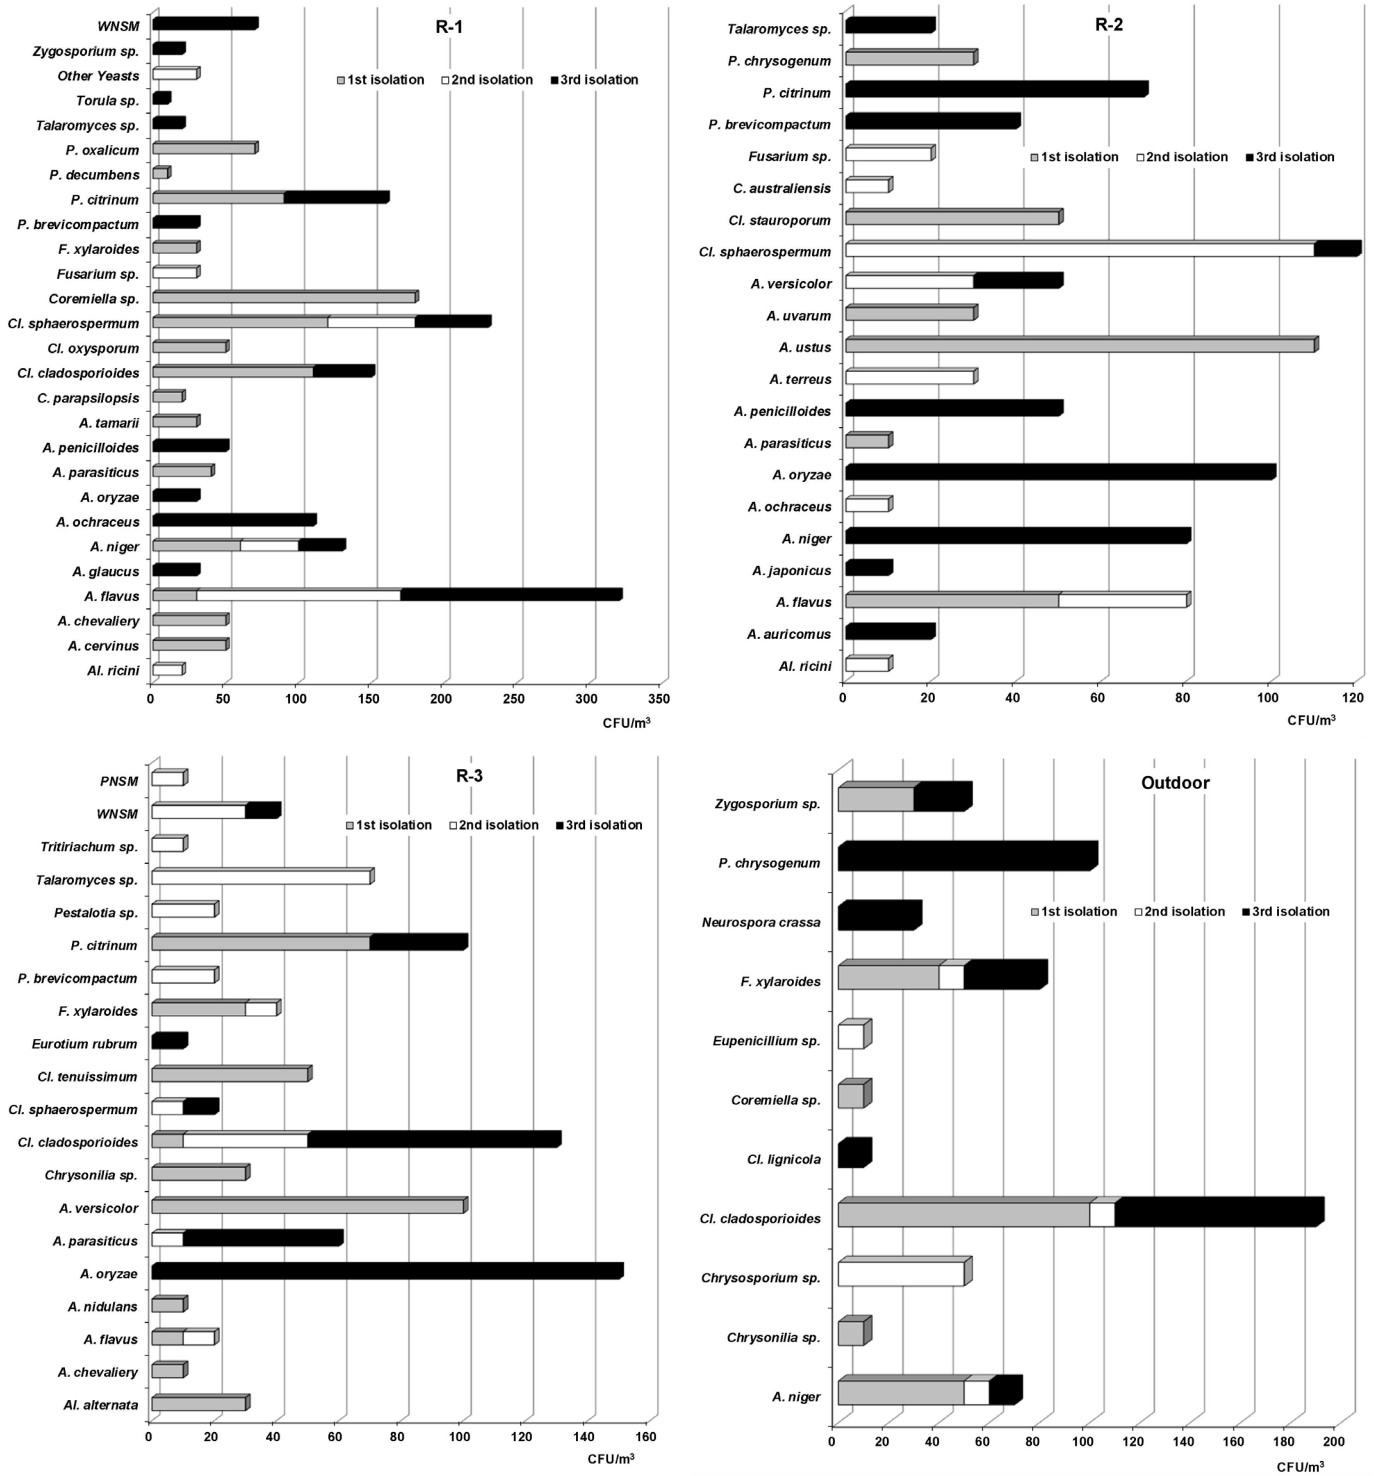 R-1
1st isolation 2nd isolation 3rd isolation
WNSM
Zygosporium sp.
Other Yeasts
Torula sp.
Talaromyces sp.
P. oxalicum
P. decumbens
P. citrinum
P. brevicompactum
F. xylaroides
Fusarium sp.
Coremiella sp.
Cl. sphaerospermum
Cl. oxysporum
Cl. cladosporioides
C. parapsilopsis
A. tamarii
A. penicilloides
A. parasiticus
A. oryzae
A. ochraceus
A. niger
A. glaucus
A. flavus
A. chevaliery
A. cervinus
Al. ricini
0 50 100 150 200 250 300 350
CFU/m³
R-2
1st isolation 2nd isolation 3rd isolation
Talaromyces sp.
P. chrysogenum
P. citrinum
P. brevicompactum
Fusarium sp.
C. australiensis
Cl. stauroporum
Cl. sphaerospermum
A. versicolor
A. uvarum
A. ustus
A. terreus
A. penicilloides
A. parasiticus
A. oryzae
A. ochraceus
A. niger
A. japonicus
A. flavus
A. auricomus
Al. ricini
0 20 40 60 80 100 120
CFU/m³
R-3
1st isolation 2nd isolation 3rd isolation
PNSM
WNSM
Tritiriachum sp.
Talaromyces sp.
Pestalotia sp.
P. citrinum
P. brevicompactum
F. xylaroides
Eurotium rubrum
Cl. tenuissimum
Cl. sphaerospermum
Cl. cladosporioides
Chrysonilia sp.
A. versicolor
A. parasiticus
A. oryzae
A. nidulans
A. flavus
A. chevaliery
Al. alternata
0 20 40 60 80 100 120 140 160
CFU/m³
Outdoor
1st isolation 2nd isolation 3rd isolation
Zygosporium sp.
P. chrysogenum
Neurospora crassa
F. xylaroides
Eupenicillium sp.
Coremiella sp.
Cl. lignicola
Cl. cladosporioides
Chrysosporium sp.
Chrysonilia sp.
A. niger
0 20 40 60 80 100 120 140 160 180 200
CFU/m³